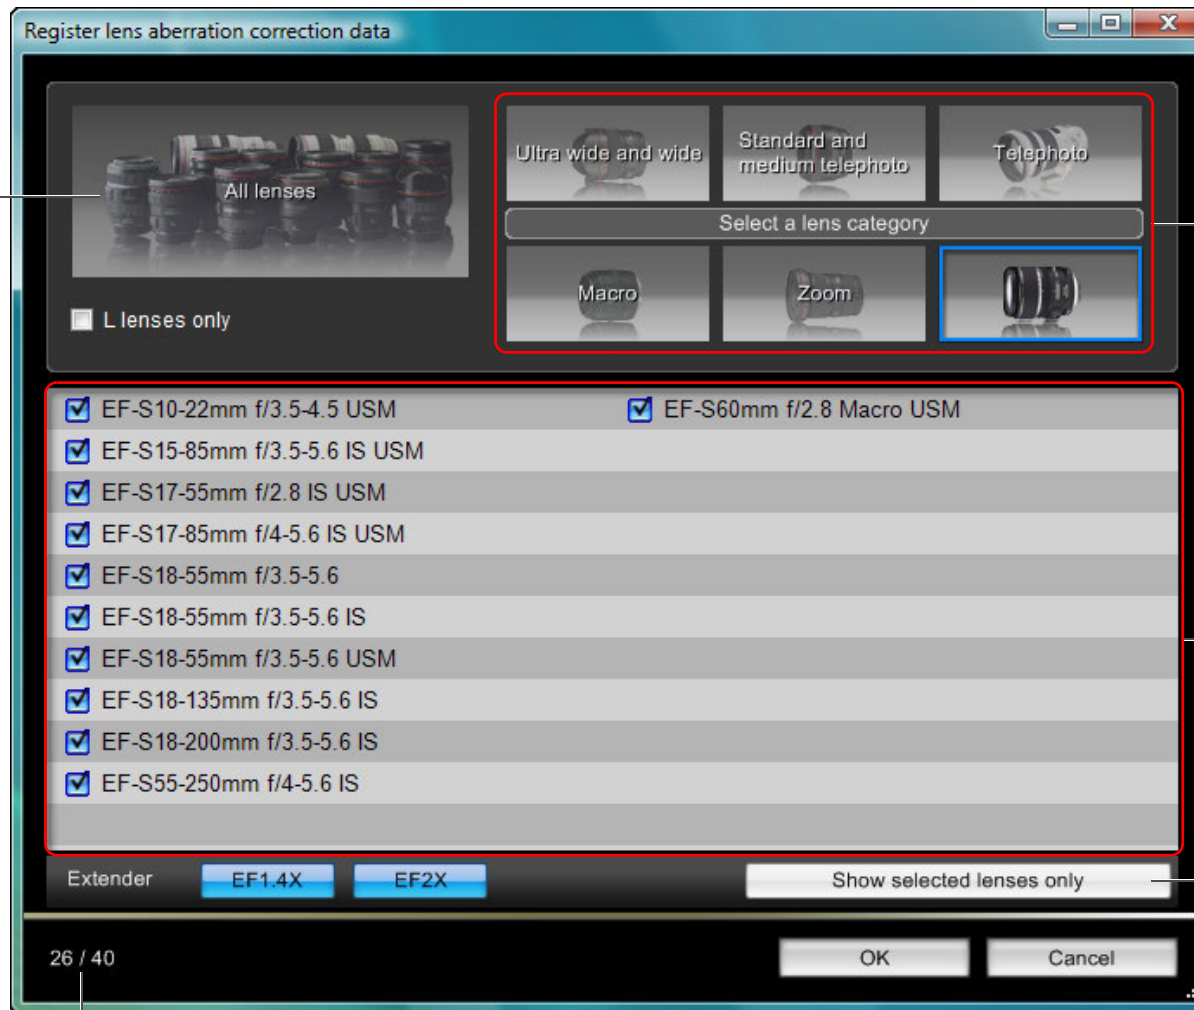 Register lens aberration correction data
All lenses
Ultra wide and wide
Standard and
medium telephoto
Telephoto
Select a lens category
Macro
Zoom
L lenses only
EF-S10-22mm f/3.5-4.5 USM
EF-S60mm f/2.8 Macro USM
EF-S15-85mm f/3.5-5.6 IS USM
EF-S17-55mm f/2.8 IS USM
EF-S17-85mm f/4-5.6 IS USM
EF-S18-55mm f/3.5-5.6
EF-S18-55mm f/3.5-5.6 IS
EF-S18-55mm f/3.5-5.6 USM
EF-S18-135mm f/3.5-5.6 IS
EF-S18-200mm f/3.5-5.6 IS
EF-S55-250mm f/4-5.6 IS
Extender
EF1.4X
EF2X
Show selected lenses only
26 / 40
OK
Cancel